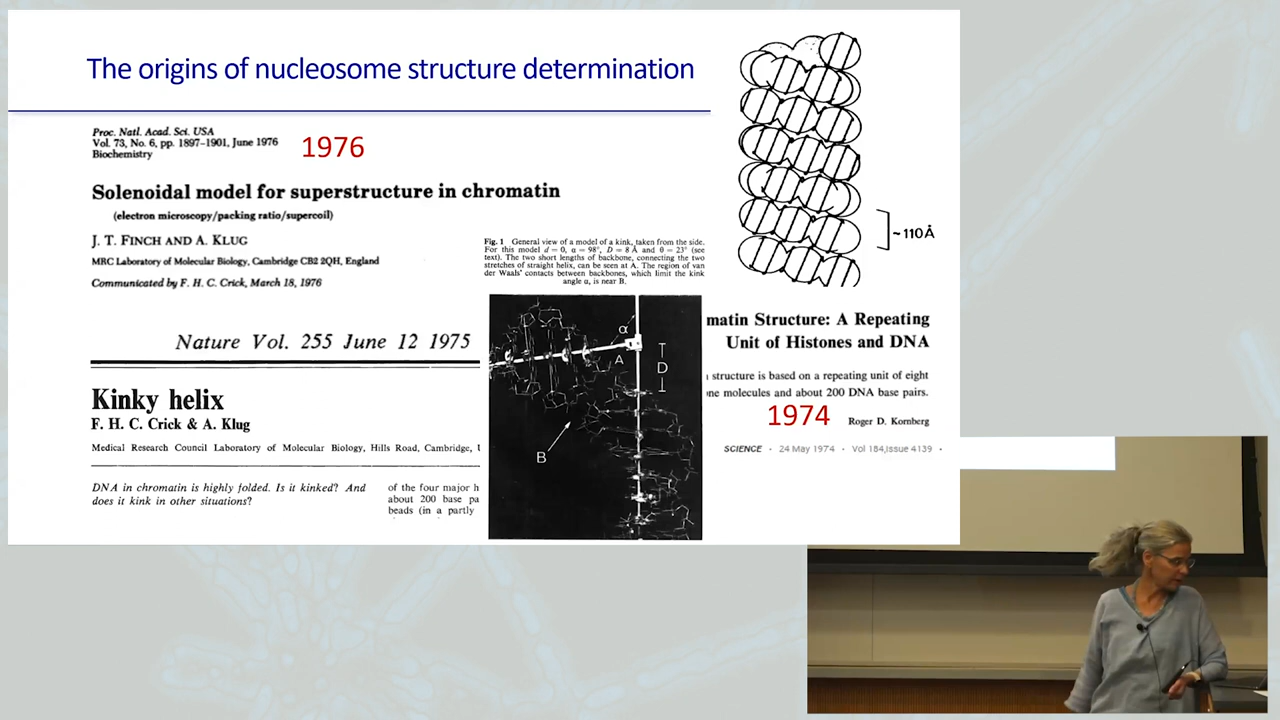 The origins of nucleosome structure determination
Proc. Natl. Acad. Sci. USA
Vol. 73, No. 6, pp. 1897-1901, June 1976
Biochemistry
1976
Solenoidal model for superstructure in chromatin
(electron microscopy/packing ratio/supercoil)
J. T. FINCH AND A. KLUG
MRC Laboratory of Molecular Biology, Cambridge CB2 2QH, England
Communicated by F. H. C. Crick, March 18, 1976
~110Å
Fig. 1 General view of a model of a kink, taken from the side.
For this model d = 0, α = 98°, D = 8 Å and θ = 23° (see
text). The two short lengths of backbone, connecting the two
stretches of straight helix, can be seen at A. The region of van
der Waals' contacts between backbones, which limit the kink
angle α, is near B.
α
A
D
B
Nature Vol. 255 June 12 1975
Kinky helix
F. H. C. Crick & A. Klug
Medical Research Council Laboratory of Molecular Biology, Hills Road, Cambridge,
DNA in chromatin is highly folded. Is it kinked? And
does it kink in other situations?
of the four major h
about 200 base pa
beads (in a partly
matin Structure: A Repeating
Unit of Histones and DNA
structure is based on a repeating unit of eight
ne molecules and about 200 DNA base pairs.
1974
Roger D. Kornberg
SCIENCE · 24 May 1974 · Vol 184, Issue 4139 ·